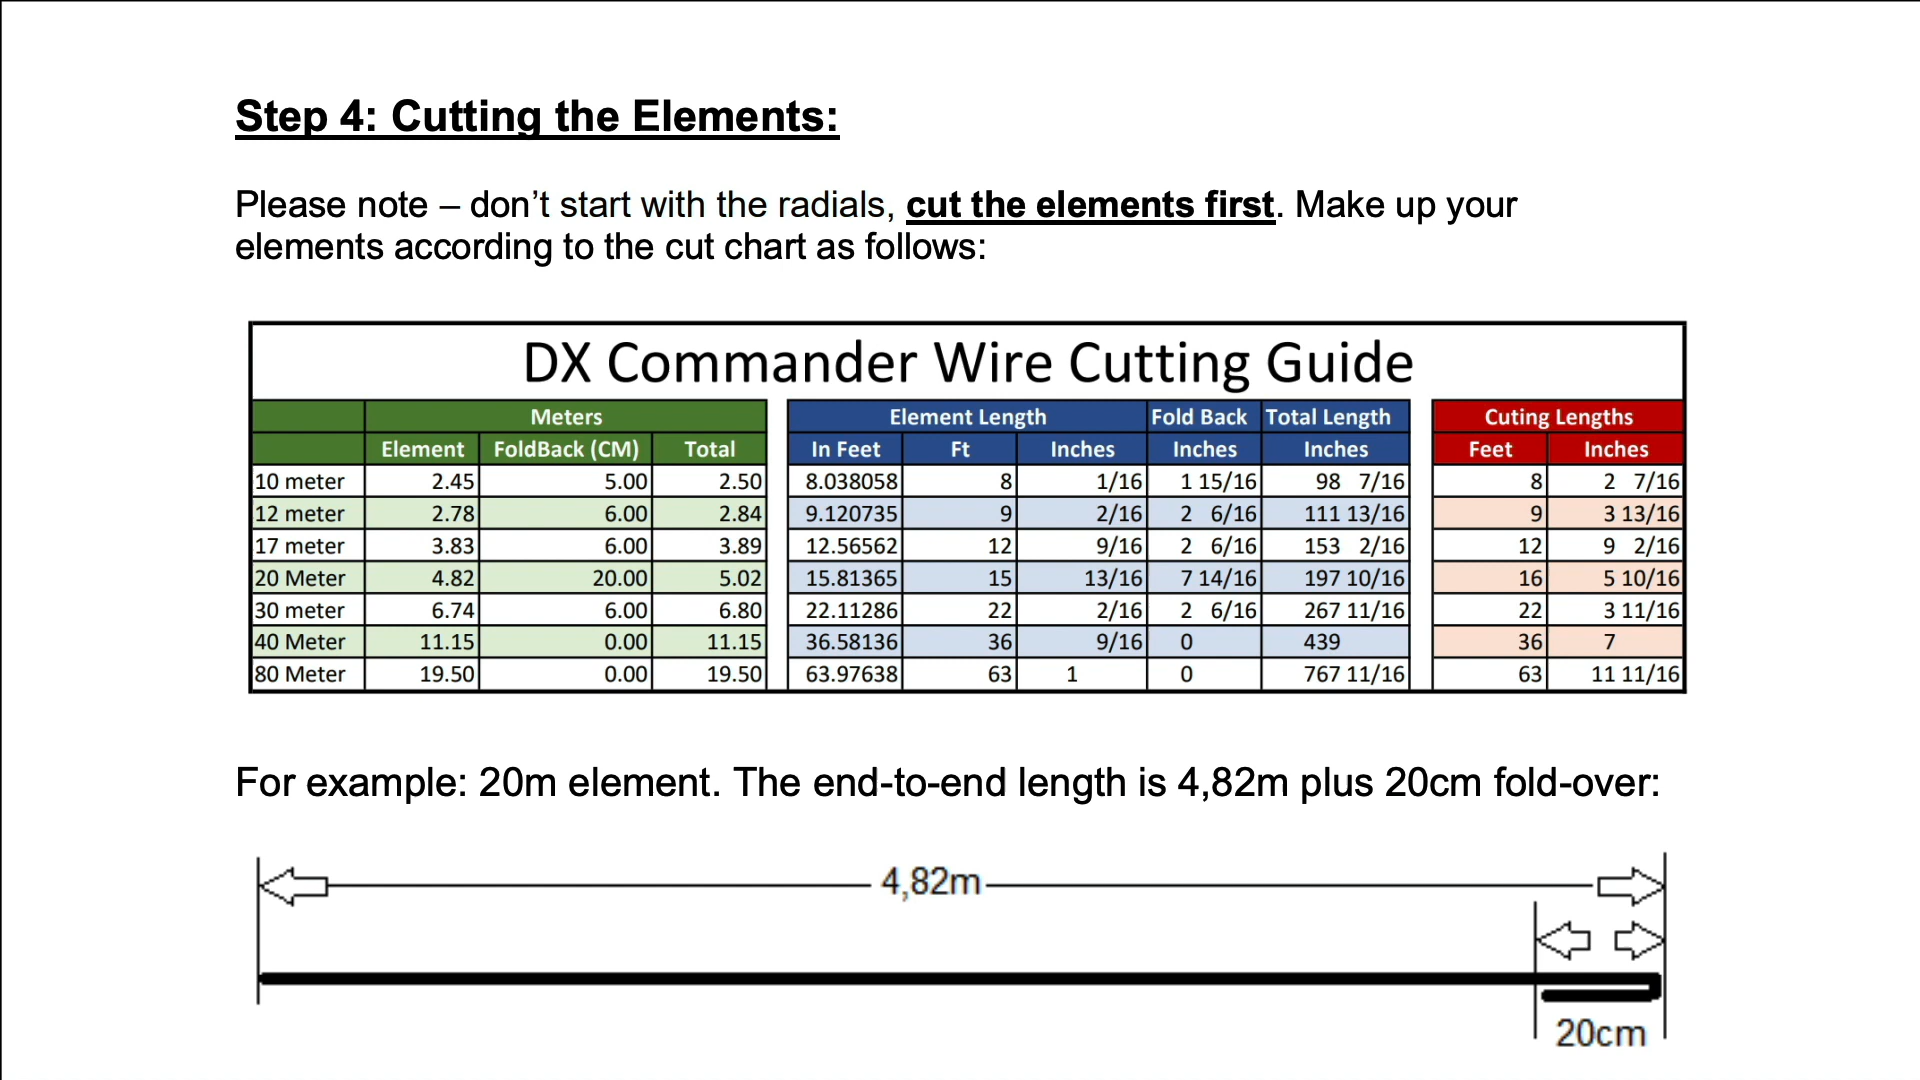 Step 4: Cutting the Elements:
Please note – don’t start with the radials, cut the elements first. Make up your
elements according to the cut chart as follows:
DX Commander Wire Cutting Guide
Meters Element Length Fold Back Total Length Cuting Lengths
Element FoldBack (CM) Total In Feet Ft Inches Inches Inches Feet Inches
10 meter 2.45 5.00 2.50 8.038058 8 1/16 1 15/16 98 7/16 8 2 7/16
12 meter 2.78 6.00 2.84 9.120735 9 2/16 2 6/16 111 13/16 9 3 13/16
17 meter 3.83 6.00 3.89 12.56562 12 9/16 2 6/16 153 2/16 12 9 2/16
20 Meter 4.82 20.00 5.02 15.81365 15 13/16 7 14/16 197 10/16 16 5 10/16
30 meter 6.74 6.00 6.80 22.11286 22 2/16 2 6/16 267 11/16 22 3 11/16
40 Meter 11.15 0.00 11.15 36.58136 36 9/16 0 439 36 7
80 Meter 19.50 0.00 19.50 63.97638 63 1 0 767 11/16 63 11 11/16
For example: 20m element. The end-to-end length is 4,82m plus 20cm fold-over:
4,82m
20cm